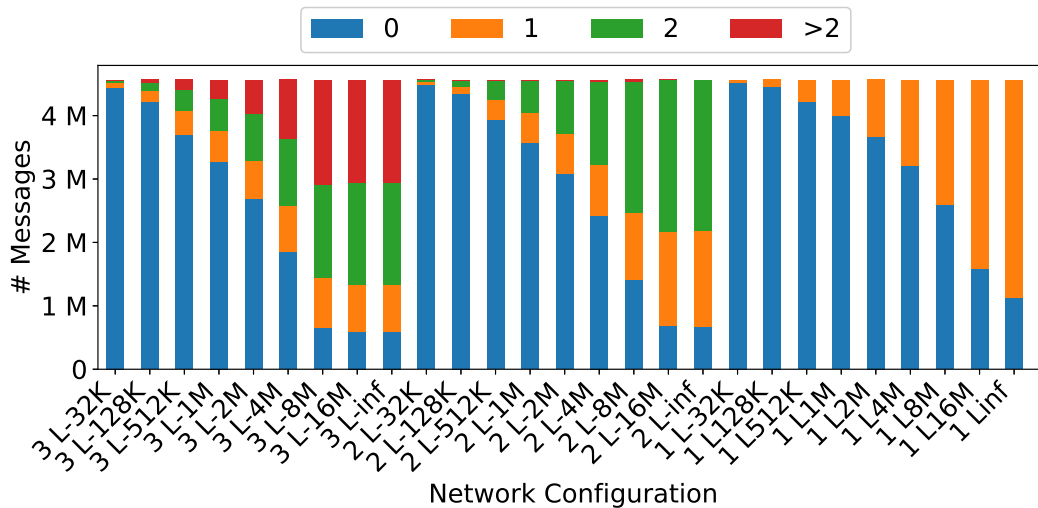 0 1 2 >2
# Messages
4 M
3 M
2 M
1 M
0
3 L-32K
3 L-128K
3 L-512K
3 L-1M
3 L-2M
3 L-4M
3 L-8M
3 L-16M
3 L-inf
2 L-32K
2 L-128K
2 L-512K
2 L-1M
2 L-2M
2 L-4M
2 L-8M
2 L-16M
2 L-inf
1 L-32K
1 L128K
1 L512K
1 L1M
1 L2M
1 L4M
1 L8M
1 L16M
1 Linf
Network Configuration